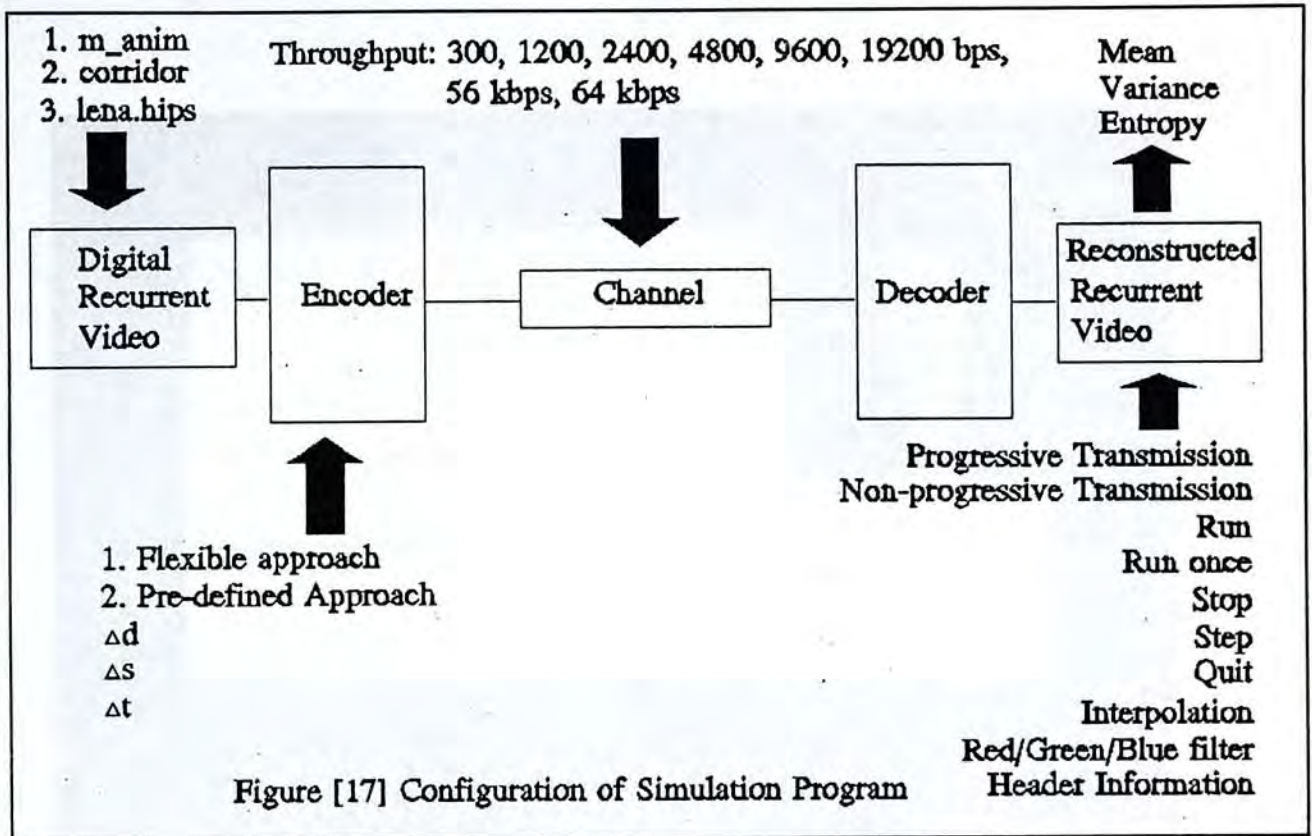 1. m_anim
2. corridor
3. lena.hips
Throughput: 300, 1200, 2400, 4800, 9600, 19200 bps,
56 kbps, 64 kbps
Mean
Variance
Entropy
Digital
Recurrent
Video
Encoder
Channel
Decoder
Reconstructed
Recurrent
Video
1. Flexible approach
2. Pre-defined Approach
△d
△s
△t
Progressive Transmission
Non-progressive Transmission
Run
Run once
Stop
Step
Quit
Interpolation
Red/Green/Blue filter
Header Information
Figure [17] Configuration of Simulation Program